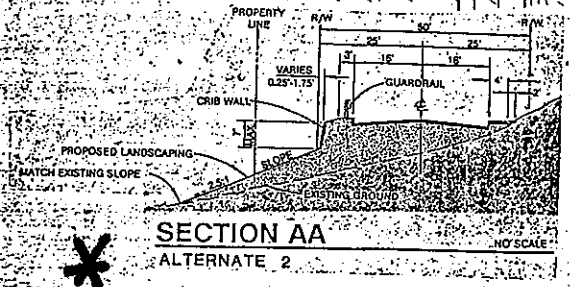 PROPERTY
LINE
R/W
R/W
50'
25'
25'
3'
16'
16'
VARIES
0.25'-1.75'
GUARDRAIL
4'
2'
CRIB WALL
PROPOSED LANDSCAPING
MATCH EXISTING SLOPE
2.5:1
SLOPE
EXISTING GROUND
SECTION AA
NO SCALE
ALTERNATE 2